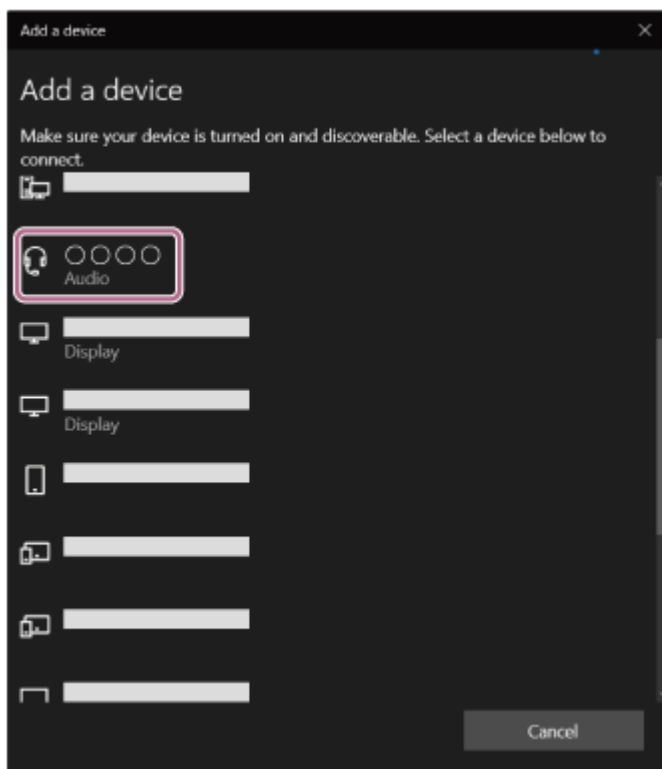 Add a device
Add a device
Make sure your device is turned on and discoverable. Select a device below to
connect.
○○○○
Audio
Display
Display
Cancel